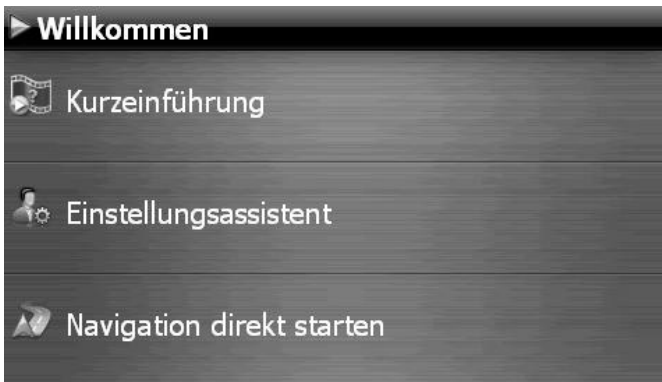 Willkommen
Kurzeinführung
Einstellungsassistent
Navigation direkt starten